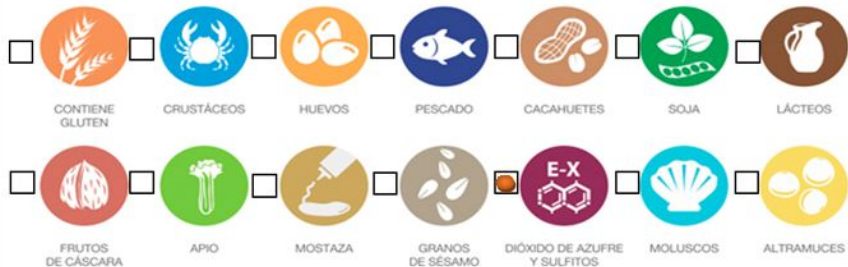 CONTIENE
GLUTEN
CRUSTÁCEOS
HUEVOS
PESCADO
CACAHUETES
SOJA
LÁCTEOS
E-X
FRUTOS
DE CÁSCARA
APIO
MOSTAZA
GRANOS
DE SÉSAMO
DIÓXIDO DE AZUFRE
Y SULFITOS
MOLUSCOS
ALTRAMUCES